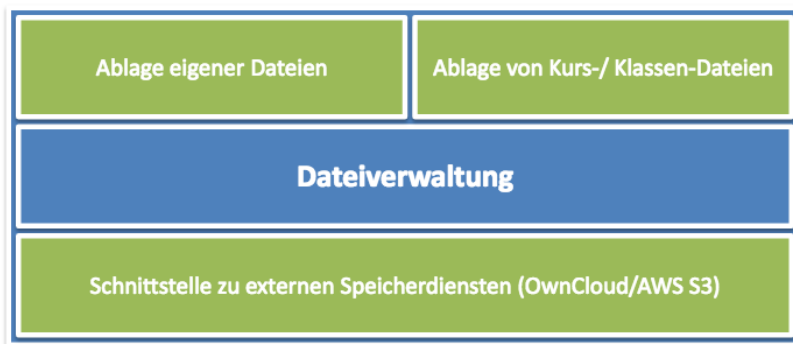 Ablage eigener Dateien
Ablage von Kurs-/ Klassen-Dateien
Dateiverwaltung
Schnittstelle zu externen Speicherdiensten (OwnCloud/AWS S3)